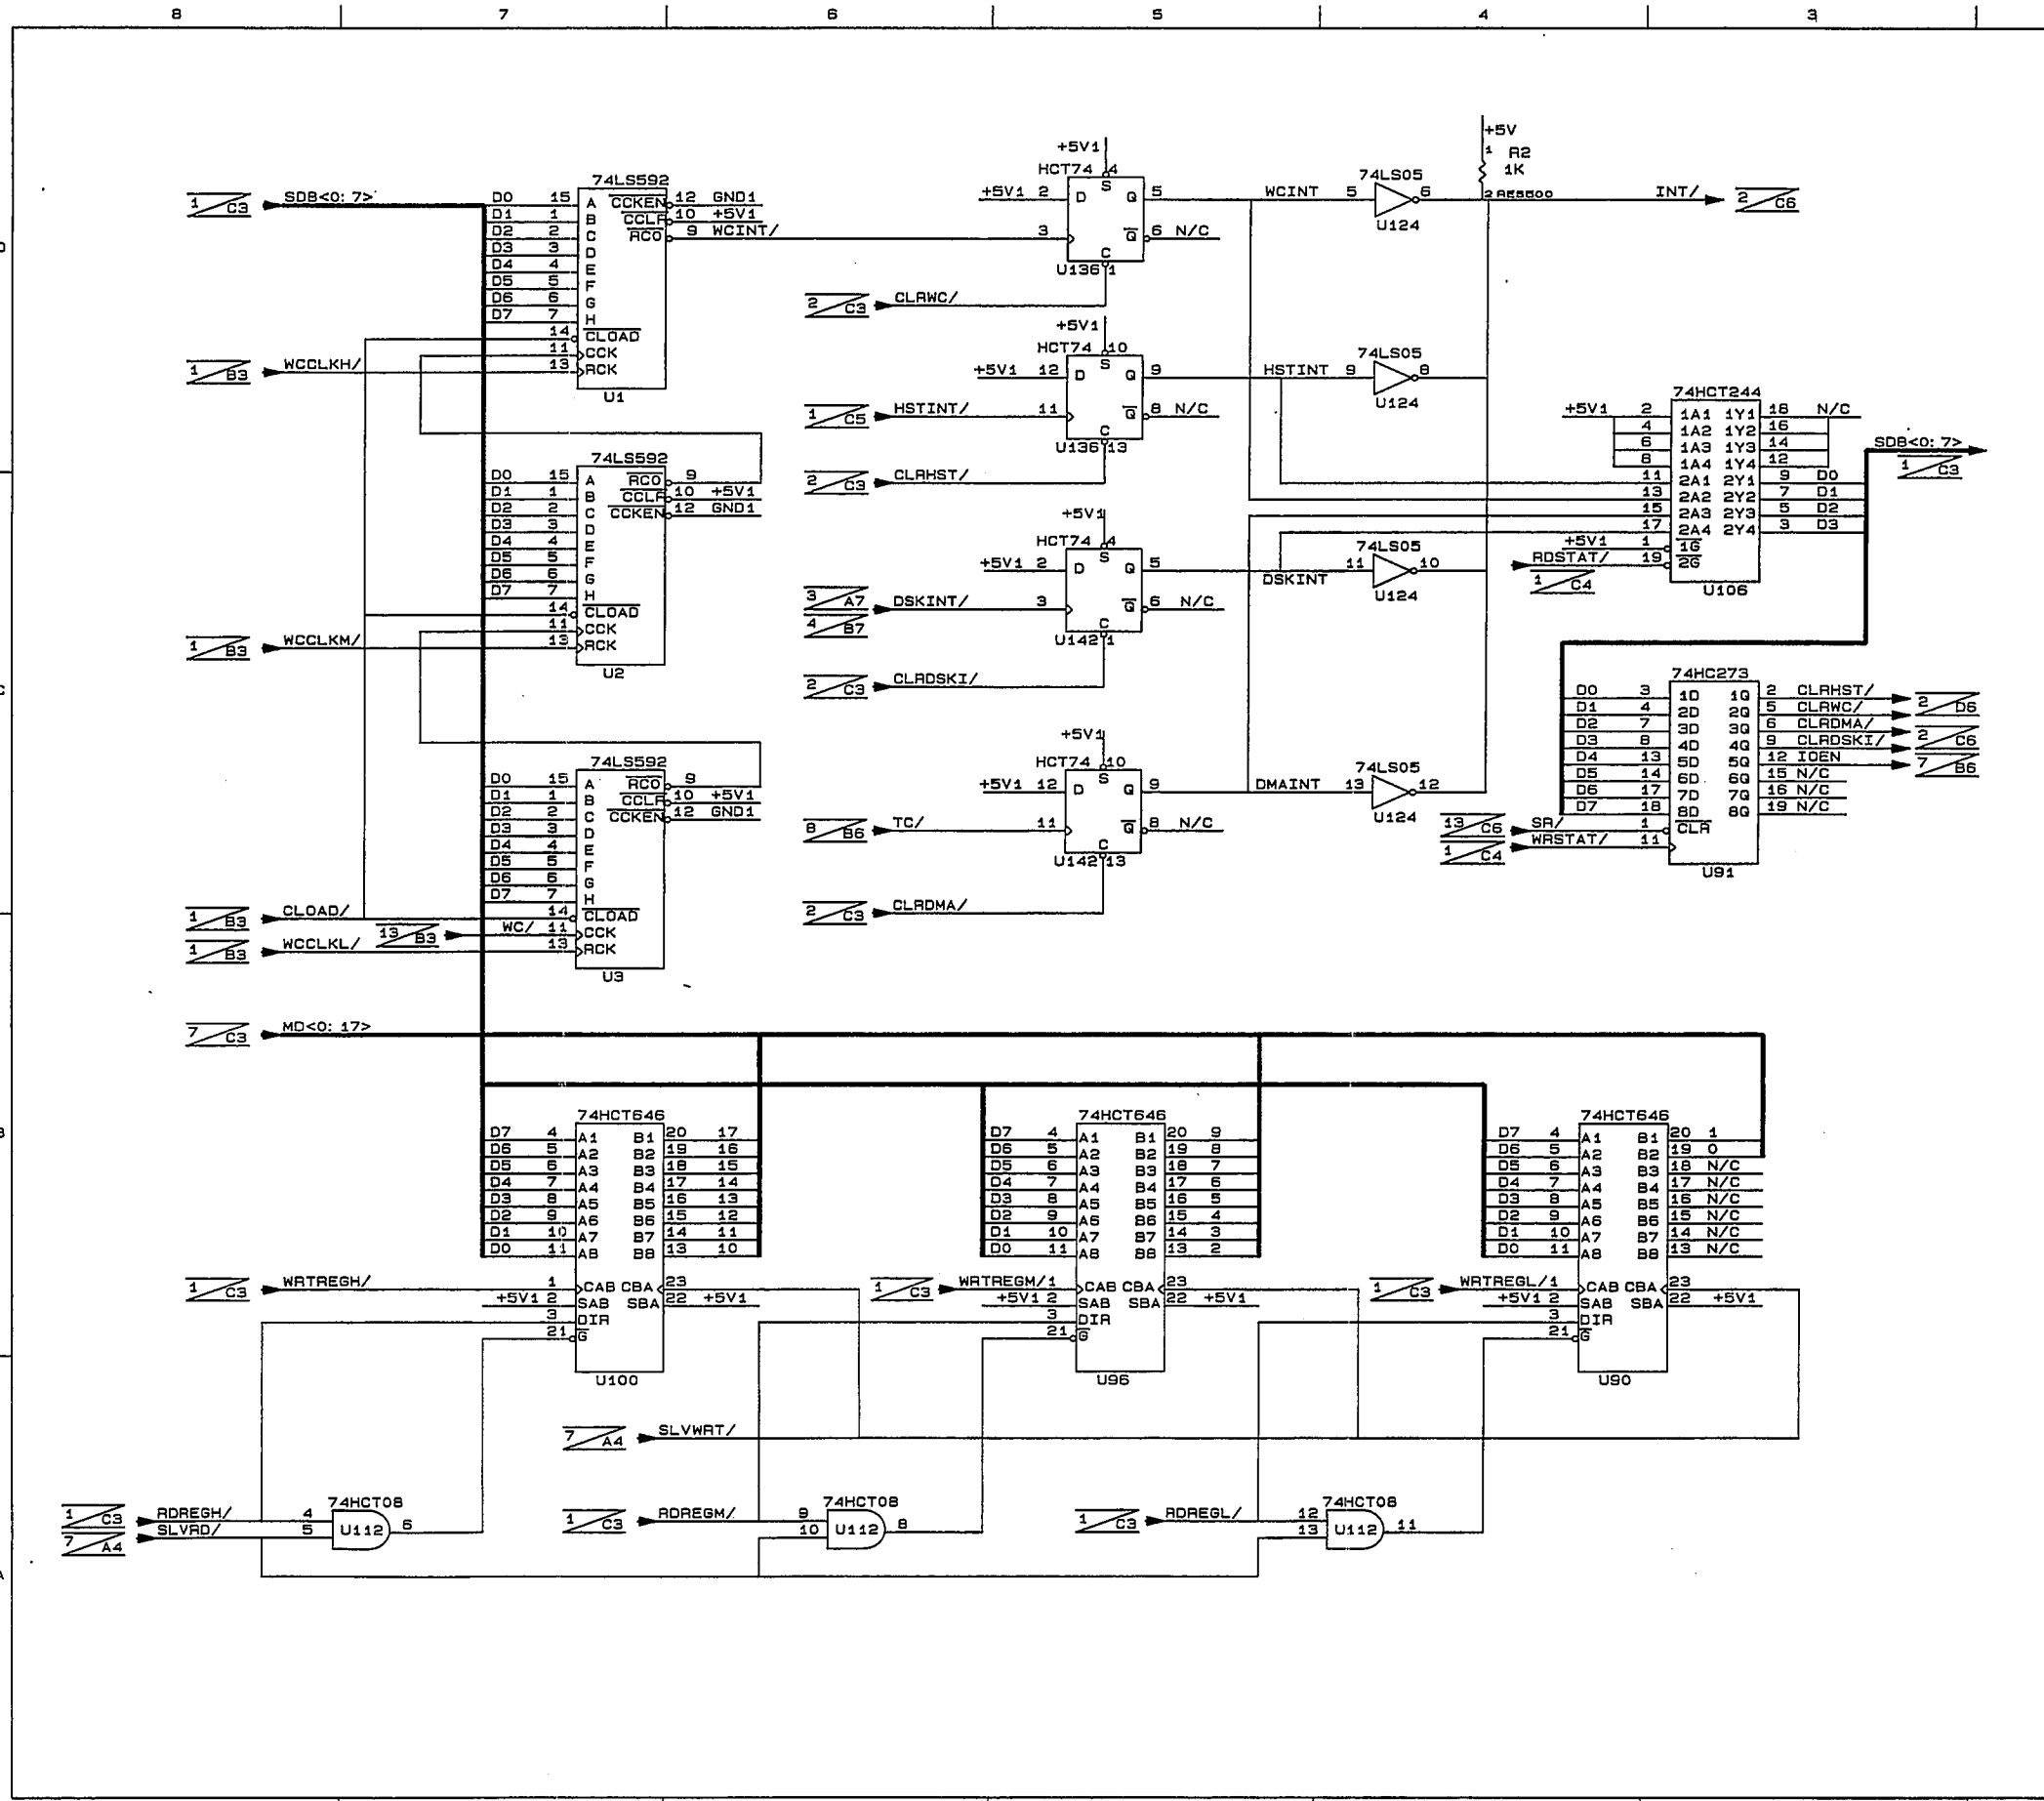 8 7 6 5 4 3
D
C
B
A
1 C3 SDB<0:7>
74LS592
D0 15 A CCKEN 12 GND1
D1 1 B CCLR 10 +5V1
D2 2 C RCO 9 WCINT/
D3 3 D
D4 4 E
D5 5 F
D6 6 G
D7 7 H
14 CLOAD
11 CCK
1 B3 WCCLKH/ 13 RCK
U1
74LS592
D0 15 A RCO 9
D1 1 B CCLR 10 +5V1
D2 2 C CCKEN 12 GND1
D3 3 D
D4 4 E
D5 5 F
D6 6 G
D7 7 H
14 CLOAD
11 CCK
1 B3 WCCLKM/ 13 RCK
U2
74LS592
D0 15 A RCO 9
D1 1 B CCLR 10 +5V1
D2 2 C CCKEN 12 GND1
D3 3 D
D4 4 E
D5 5 F
D6 6 G
D7 7 H
1 B3 CLOAD/ 14 CLOAD
13 B3 WC/ 11 CCK
1 B3 WCCLKL/ 13 RCK
U3
+5V1
HCT74 4
+5V1 2 D S Q 5 WCINT
3 Q 6 N/C
C
U136 1
2 C3 CLRWC/
+5V1
HCT74 10
+5V1 12 D S Q 9 HSTINT
1 C5 HSTINT/ 11 Q 8 N/C
C
U136 13
2 C3 CLRHST/
+5V1
HCT74 4
+5V1 2 D S Q 5 DSKINT
3 A7 DSKINT/ 3 Q 6 N/C
4 B7
C
U142 1
2 C3 CLRDSKI/
+5V1
HCT74 10
+5V1 12 D S Q 9 DMAINT
8 B6 TC/ 11 Q 8 N/C
C
U142 13
2 C3 CLRDMA/
74LS05
5 6
U124
74LS05
9 8
U124
74LS05
11 10
U124
74LS05
13 12
U124
+5V
1 R2
1K
2 RES500
INT/ 2 C6
74HCT244
+5V1 2 1A1 1Y1 18 N/C
4 1A2 1Y2 16
6 1A3 1Y3 14
8 1A4 1Y4 12
11 2A1 2Y1 9 D0
13 2A2 2Y2 7 D1
15 2A3 2Y3 5 D2
17 2A4 2Y4 3 D3
+5V1 1 1G
RDSTAT/ 19 2G
1 C4
U106
SDB<0:7>
1 C3
74HC273
D0 3 1D 1Q 2 CLRHST/
D1 4 2D 2Q 5 CLRWC/ 2 D6
D2 7 3D 3Q 6 CLRDMA/
D3 8 4D 4Q 9 CLRDSKI/ 2 C6
D4 13 5D 5Q 12 IOEN 7 B6
D5 14 6D 6Q 15 N/C
D6 17 7D 7Q 16 N/C
D7 18 8D 8Q 19 N/C
13 C6 SR/ 1 CLR
1 C4 WRSTAT/ 11
U91
7 C3 MD<0:17>
74HCT646
D7 4 A1 B1 20 17
D6 5 A2 B2 19 16
D5 6 A3 B3 18 15
D4 7 A4 B4 17 14
D3 8 A5 B5 16 13
D2 9 A6 B6 15 12
D1 10 A7 B7 14 11
D0 11 A8 B8 13 10
1 C3 WRTREGH/ 1 CAB CBA 23
+5V1 2 SAB SBA 22 +5V1
3 DIR
21 G
U100
74HCT646
D7 4 A1 B1 20 9
D6 5 A2 B2 19 8
D5 6 A3 B3 18 7
D4 7 A4 B4 17 6
D3 8 A5 B5 16 5
D2 9 A6 B6 15 4
D1 10 A7 B7 14 3
D0 11 A8 B8 13 2
1 C3 WRTREGM/ 1 CAB CBA 23
+5V1 2 SAB SBA 22 +5V1
3 DIR
21 G
U96
74HCT646
D7 4 A1 B1 20 1
D6 5 A2 B2 19 0
D5 6 A3 B3 18 N/C
D4 7 A4 B4 17 N/C
D3 8 A5 B5 16 N/C
D2 9 A6 B6 15 N/C
D1 10 A7 B7 14 N/C
D0 11 A8 B8 13 N/C
1 C3 WRTREGL/ 1 CAB CBA 23
+5V1 2 SAB SBA 22 +5V1
3 DIR
21 G
U90
7 A4 SLVWRT/
74HCT08
1 C3 RDREGH/ 4
7 A4 SLVRD/ 5 U112 6
74HCT08
1 C3 RDREGM/ 9
10 U112 8
74HCT08
1 C3 RDREGL/ 12
13 U112 11